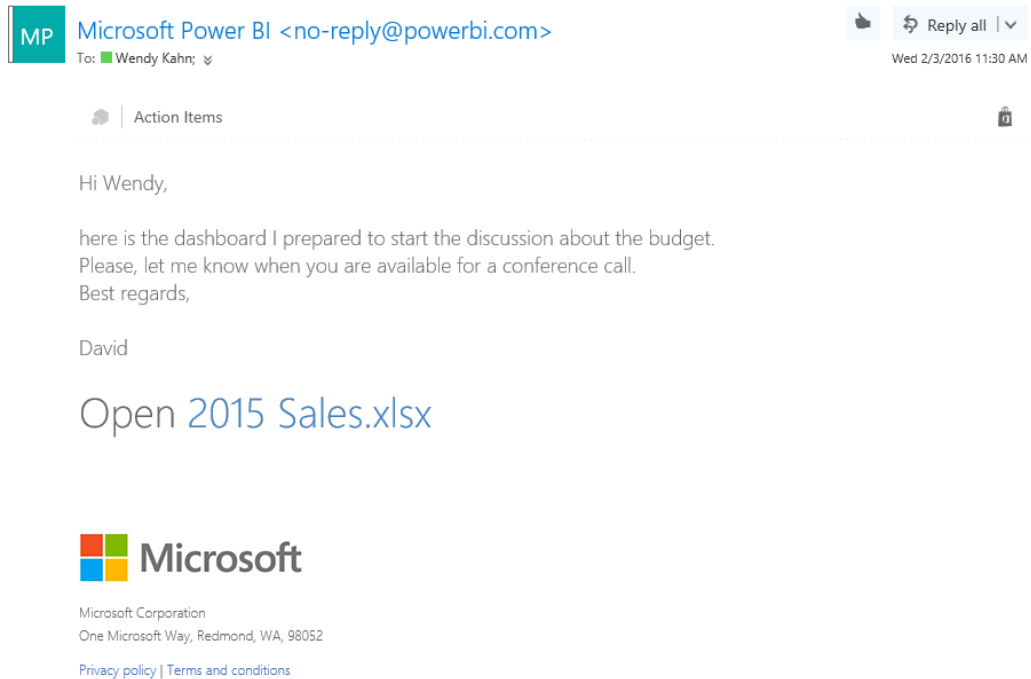 MP
Microsoft Power BI <no-reply@powerbi.com>
To: Wendy Kahn;
Reply all
Wed 2/3/2016 11:30 AM
Action Items
Hi Wendy,
here is the dashboard I prepared to start the discussion about the budget.
Please, let me know when you are available for a conference call.
Best regards,
David
Open 2015 Sales.xlsx
Microsoft
Microsoft Corporation
One Microsoft Way, Redmond, WA, 98052
Privacy policy | Terms and conditions